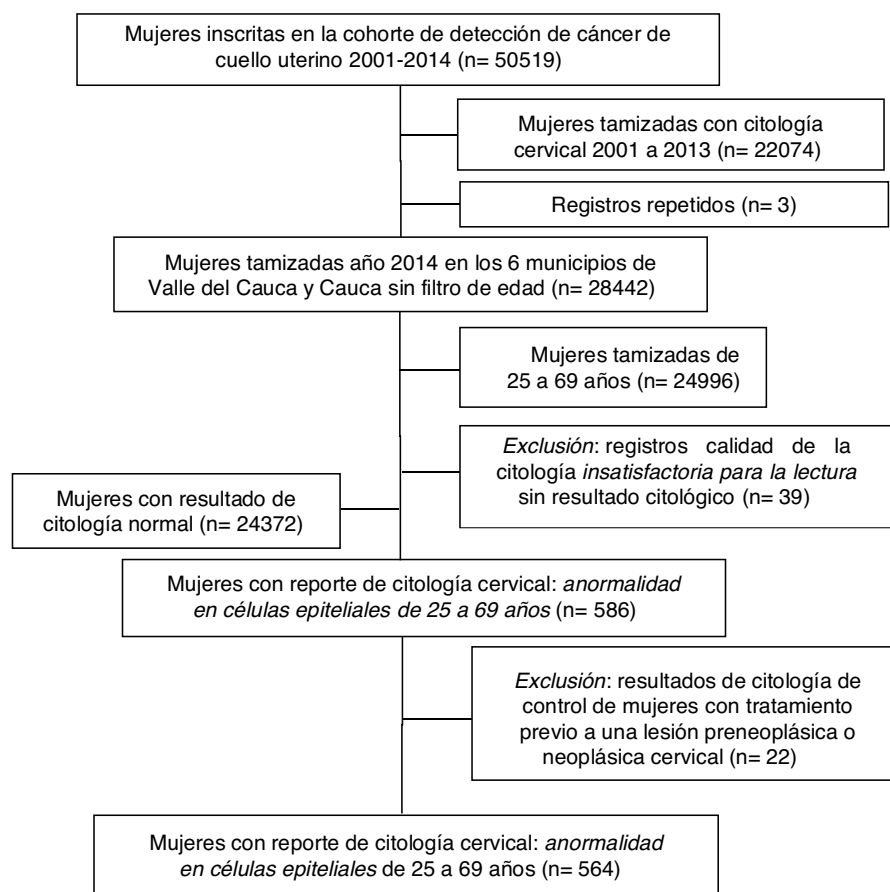 Mujeres inscritas en la cohorte de detección de cáncer de
cuello uterino 2001-2014 (n= 50519)
Mujeres tamizadas con citología
cervical 2001 a 2013 (n= 22074)
Registros repetidos (n= 3)
Mujeres tamizadas año 2014 en los 6 municipios de
Valle del Cauca y Cauca sin filtro de edad (n= 28442)
Mujeres tamizadas de
25 a 69 años (n= 24996)
Exclusión: registros calidad de la
citología insatisfactoria para la lectura
sin resultado citológico (n= 39)
Mujeres con resultado de
citología normal (n= 24372)
Mujeres con reporte de citología cervical: anormalidad
en células epiteliales de 25 a 69 años (n= 586)
Exclusión: resultados de citología de
control de mujeres con tratamiento
previo a una lesión preneoplásica o
neoplásica cervical (n= 22)
Mujeres con reporte de citología cervical: anormalidad
en células epiteliales de 25 a 69 años (n= 564)